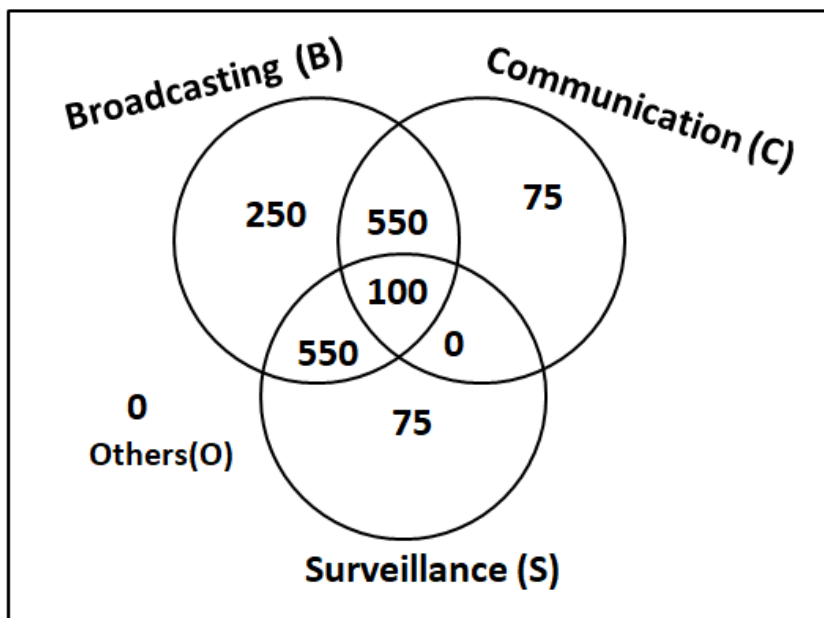 Broadcasting (B)
Communication (C)
250
550
75
100
550
0
0
75
Others(O)
Surveillance (S)